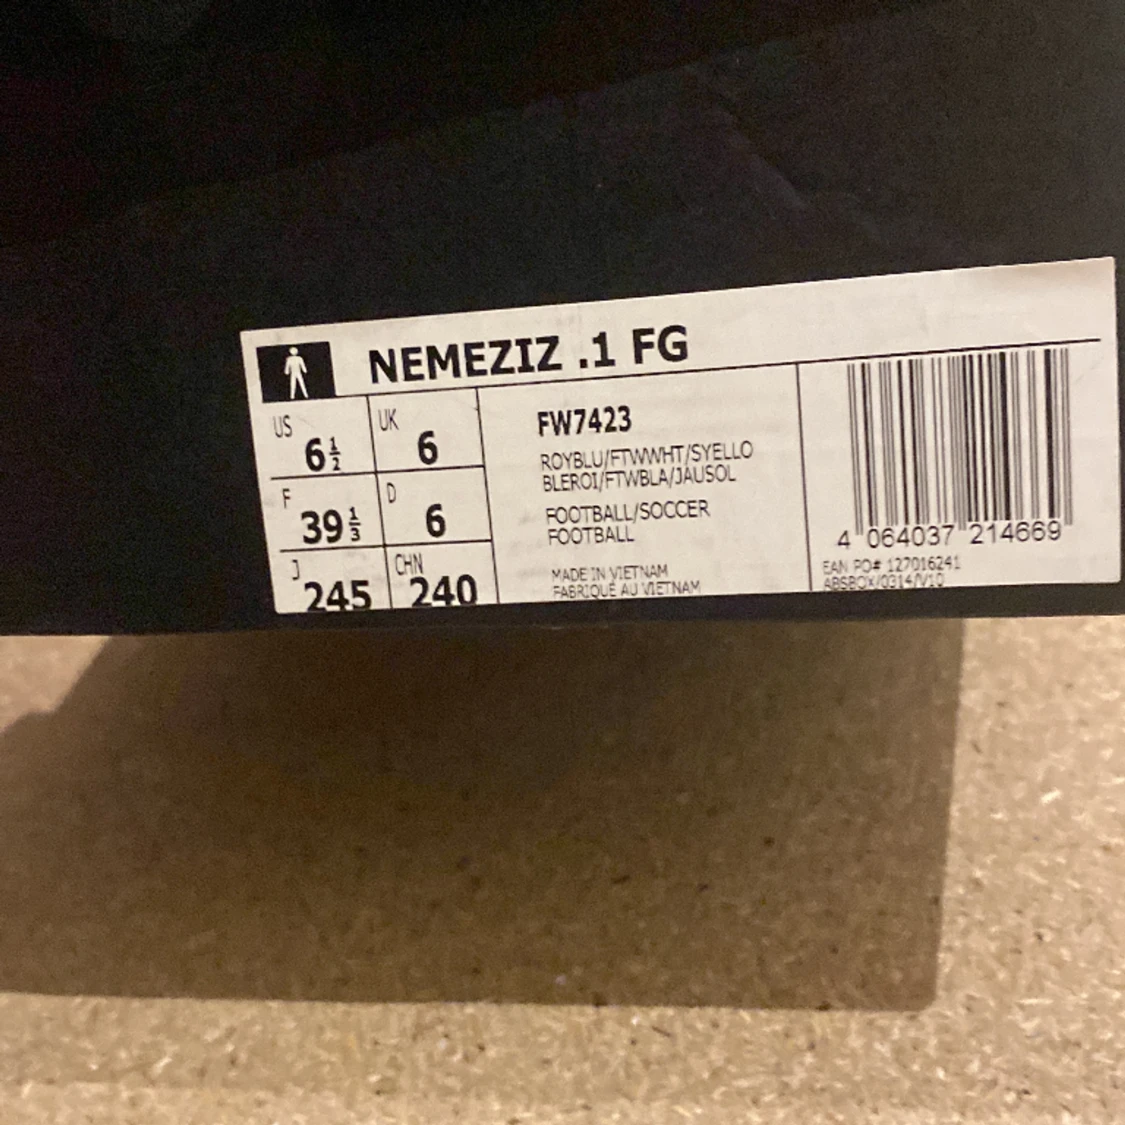 NEMEZIZ .1 FG
US 6½ UK 6
F 39⅓ D 6
J 245 CHN 240
FW7423
ROYBLU/FTWWHT/SYELLO
BLEROI/FTWBLA/JAUSOL
FOOTBALL/SOCCER
FOOTBALL
MADE IN VIETNAM
FABRIQUÉ AU VIETNAM
4 064037 214669
EAN PO# 127016241
ABSBOX/0314/V10